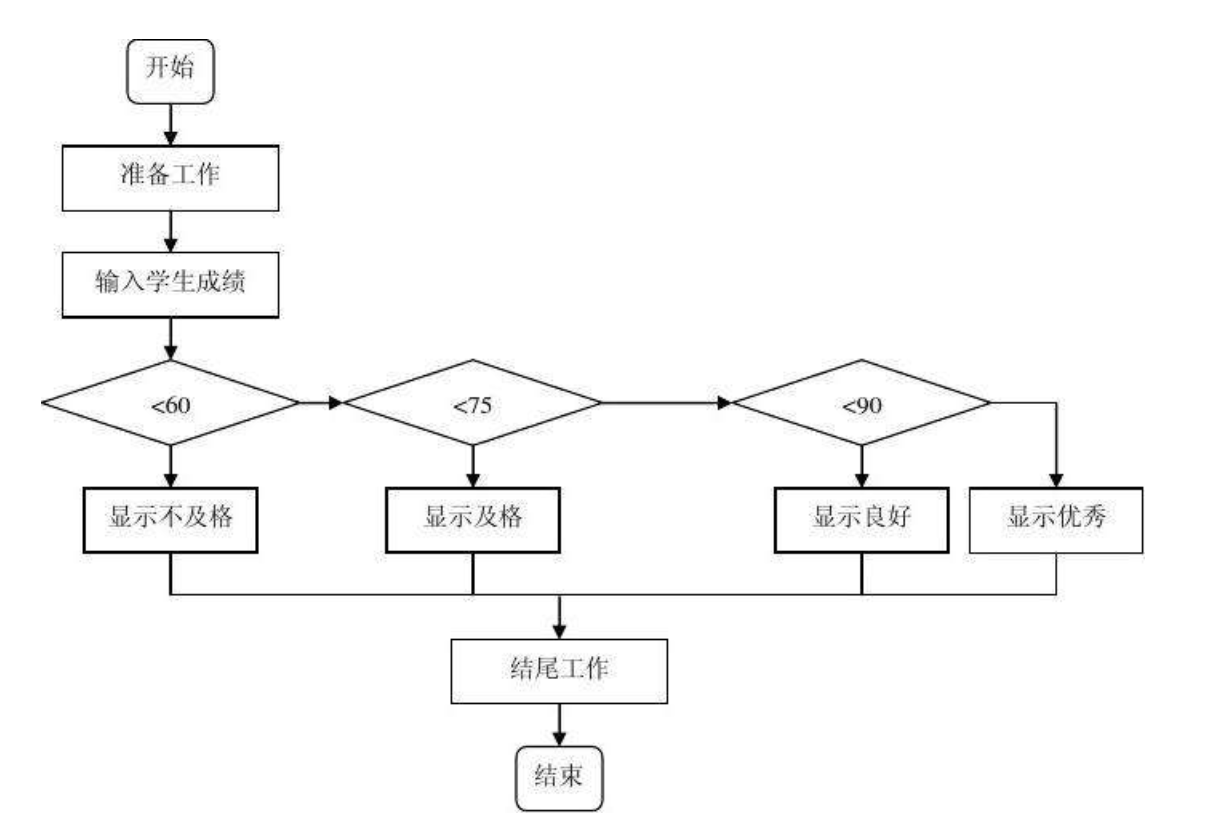 开始
准备工作
输入学生成绩
<60
<75
<90
显示不及格
显示及格
显示良好
显示优秀
结尾工作
结束